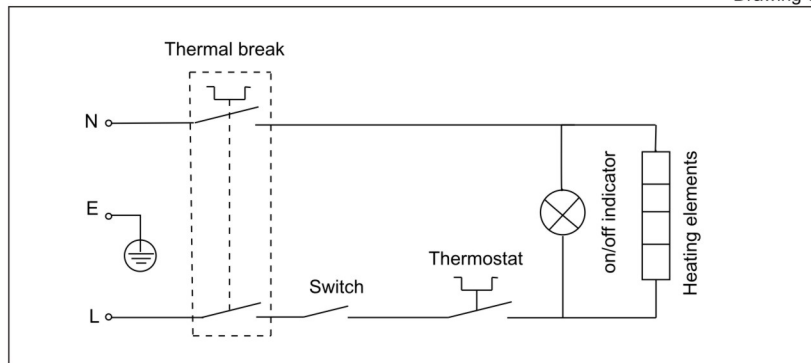 Thermal break
N
E
L
Switch
Thermostat
on/off indicator
Heating elements